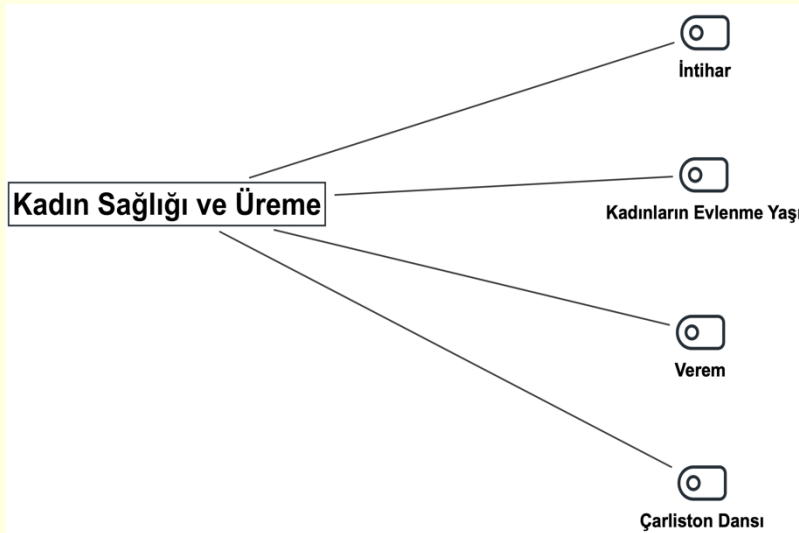 İntihar
Kadın Sağlığı ve Üreme
Kadınların Evlenme Yaşı
Verem
Çarliston Dansı